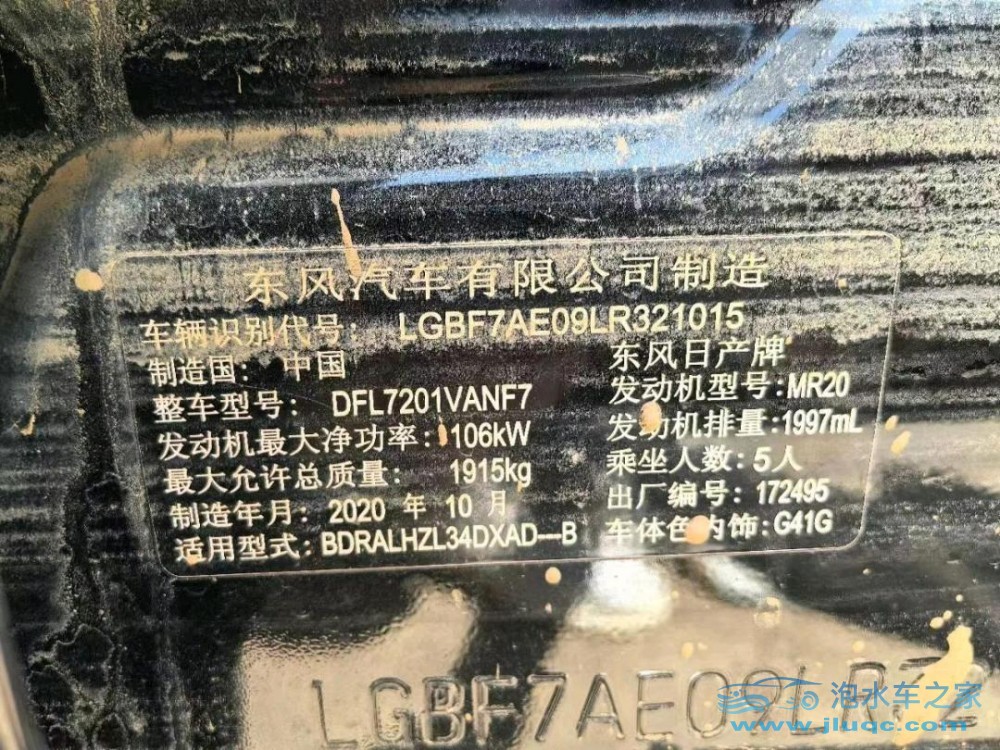 东风汽车有限公司制造
车辆识别代号： LGBF7AE09LR321015
制造国： 中国 东风日产牌
整车型号： DFL7201VANF7 发动机型号：MR20
发动机最大净功率：106kW 发动机排量：1997mL
最大允许总质量： 1915kg 乘坐人数：5人
制造年月： 2020 年 10 月 出厂编号：172495
适用型式：BDRALHZL34DXAD---B 车体色内饰：G41G
LGBF7AE09LR3
泡水车之家
www.jluqc.com